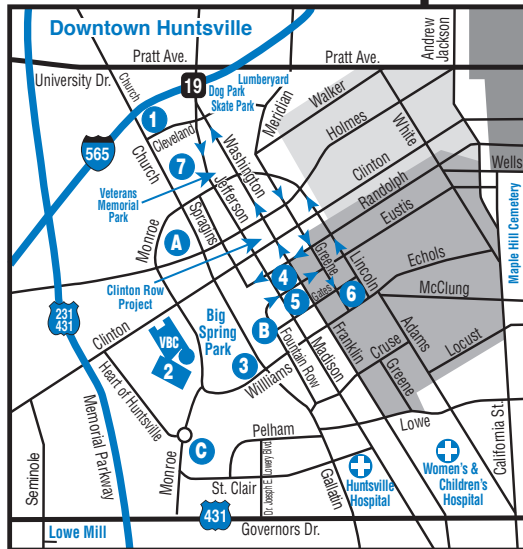 Downtown Huntsville
Pratt Ave.
Pratt Ave.
Andrew
Jackson
University Dr.
Church
19
Lumberyard
Dog Park
Skate Park
Meridian
Walker
Holmes
White
1
Cleveland
Washington
565
Church
7
Clinton
Wells
Veterans
Memorial
Park
Jefferson
Randolph
Spragins
Monroe
A
Eustis
Maple Hill Cemetery
Greene
Lincoln
Echols
Clinton Row
Project
4
Gates
6
McClung
231
431
Big
Spring
Park
5
B
Clinton
VBC
2
3
Fountain Row
Madison
Franklin
Cruse
Adams
Locust
Williams
Greene
Heart of Huntsville
Memorial Parkway
C
Pelham
Lowe
California St.
Seminole
Monroe
St. Clair
Dr. Joseph E. Lowery Blvd.
Gallatin
Huntsville
Hospital
Women's &
Children's
Hospital
431
Lowe Mill
Governors Dr.